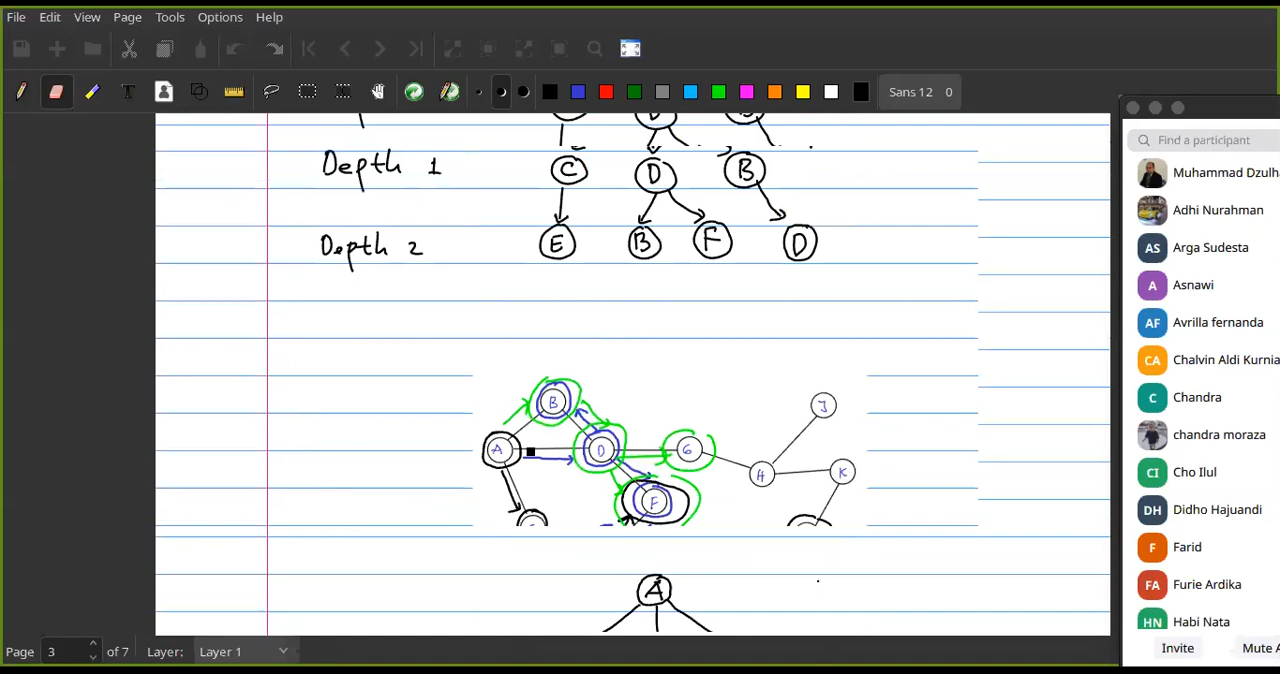 File Edit View Page Tools Options Help
Sans 12 0
Depth 1 C D B
Depth 2 E B F D
B J
A D G
H K
F
A
Find a participant
Muhammad Dzulha
Adhi Nurahman
AS Arga Sudesta
A Asnawi
AF Avrilla fernanda
CA Chalvin Aldi Kurnia
C Chandra
chandra moraza
CI Cho Ilul
DH Didho Hajuandi
F Farid
FA Furie Ardika
HN Habi Nata
Invite Mute A
Page 3 of 7 Layer: Layer 1